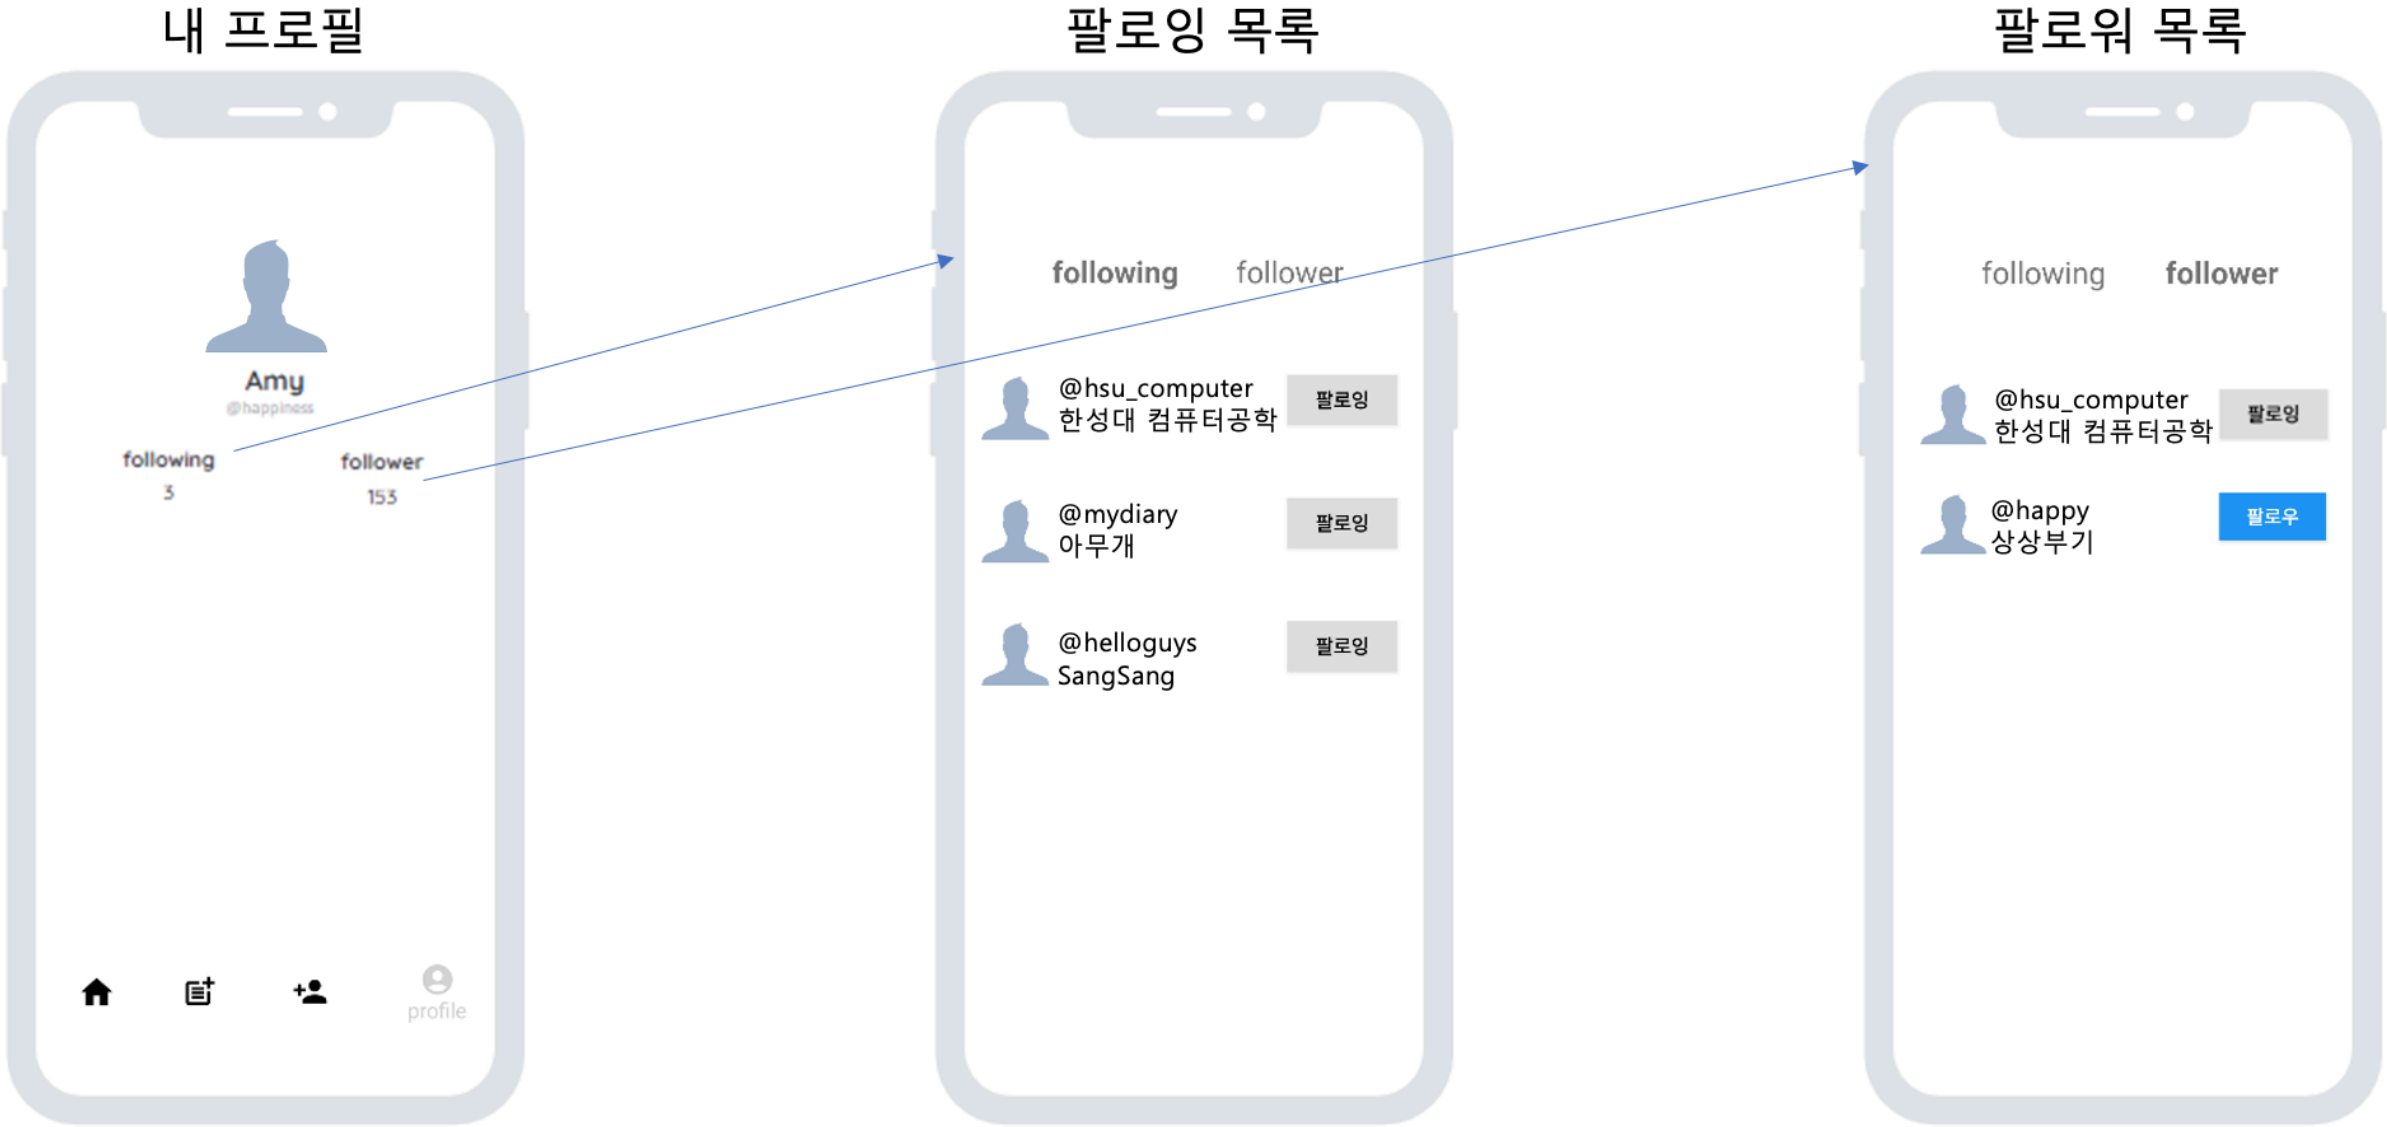 내 프로필
Amy
@happiness
following
follower
3
153
profile
팔로잉 목록
following
follower
@hsu_computer
한성대 컴퓨터공학
팔로잉
@mydiary
아무개
팔로잉
@helloguys
SangSang
팔로잉
팔로워 목록
following
follower
@hsu_computer
한성대 컴퓨터공학
팔로잉
@happy
상상부기
팔로우